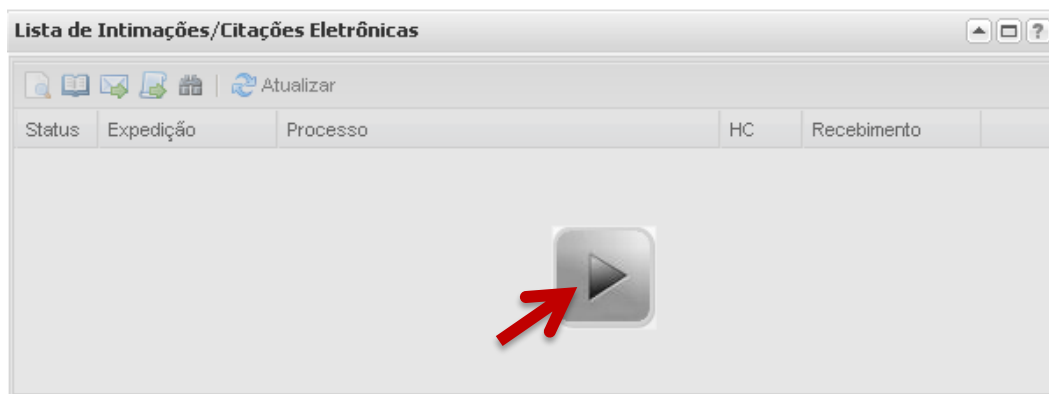 Lista de Intimações/Citações Eletrônicas
?
Atualizar
Status Expedição Processo HC Recebimento